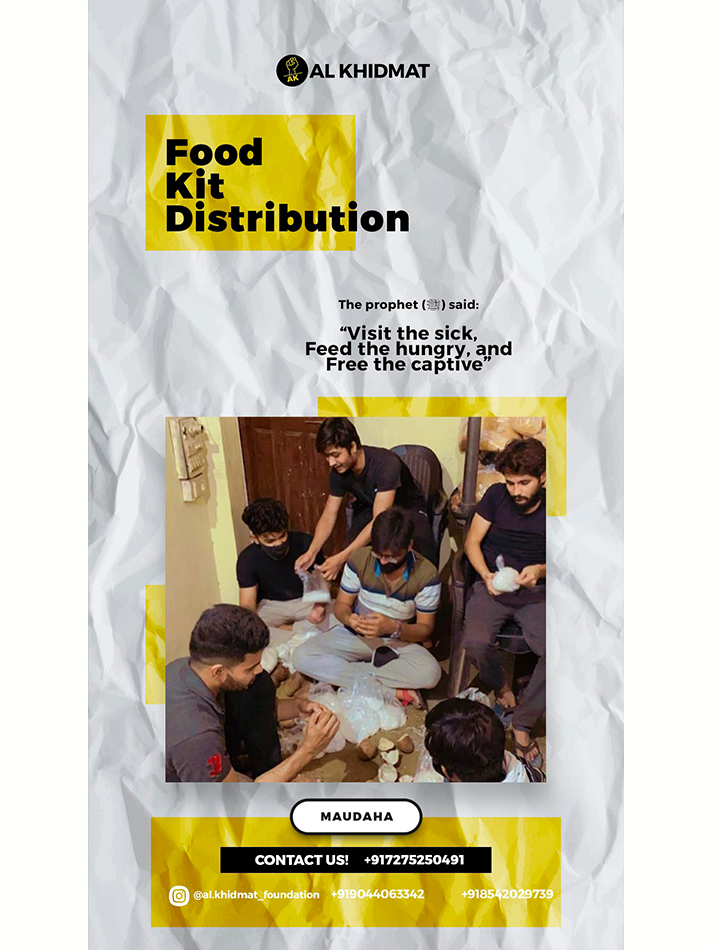 AK
AL KHIDMAT
Food
Kit
Distribution
The prophet (ﷺ) said:
“Visit the sick,
Feed the hungry, and
Free the captive”
MAUDAHA
CONTACT US! +917275250491
@al.khidmat_foundation +919044063342 +918542029739